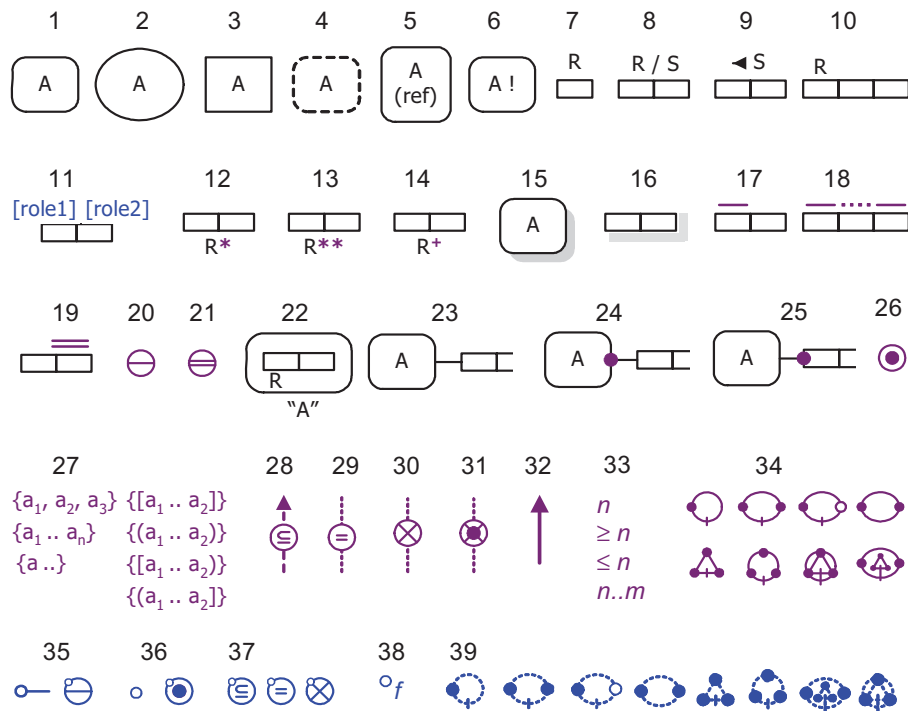 1 2 3 4 5 6 7 8 9 10
A A A A A (ref) A ! R R / S ◄ S R
11 12 13 14 15 16 17 18
[role1] [role2] R* R** R+ A
19 20 21 22 23 24 25 26
R A A A
"A"
27 28 29 30 31 32 33 34
{a1, a2, a3} {[a1 .. a2]} n
{a1 .. an} {(a1 .. a2)} ⊆ = ≥ n
{a ..} {[a1 .. a2)} ≤ n
{(a1 .. a2]} n..m
35 36 37 38 39
⊆ = f